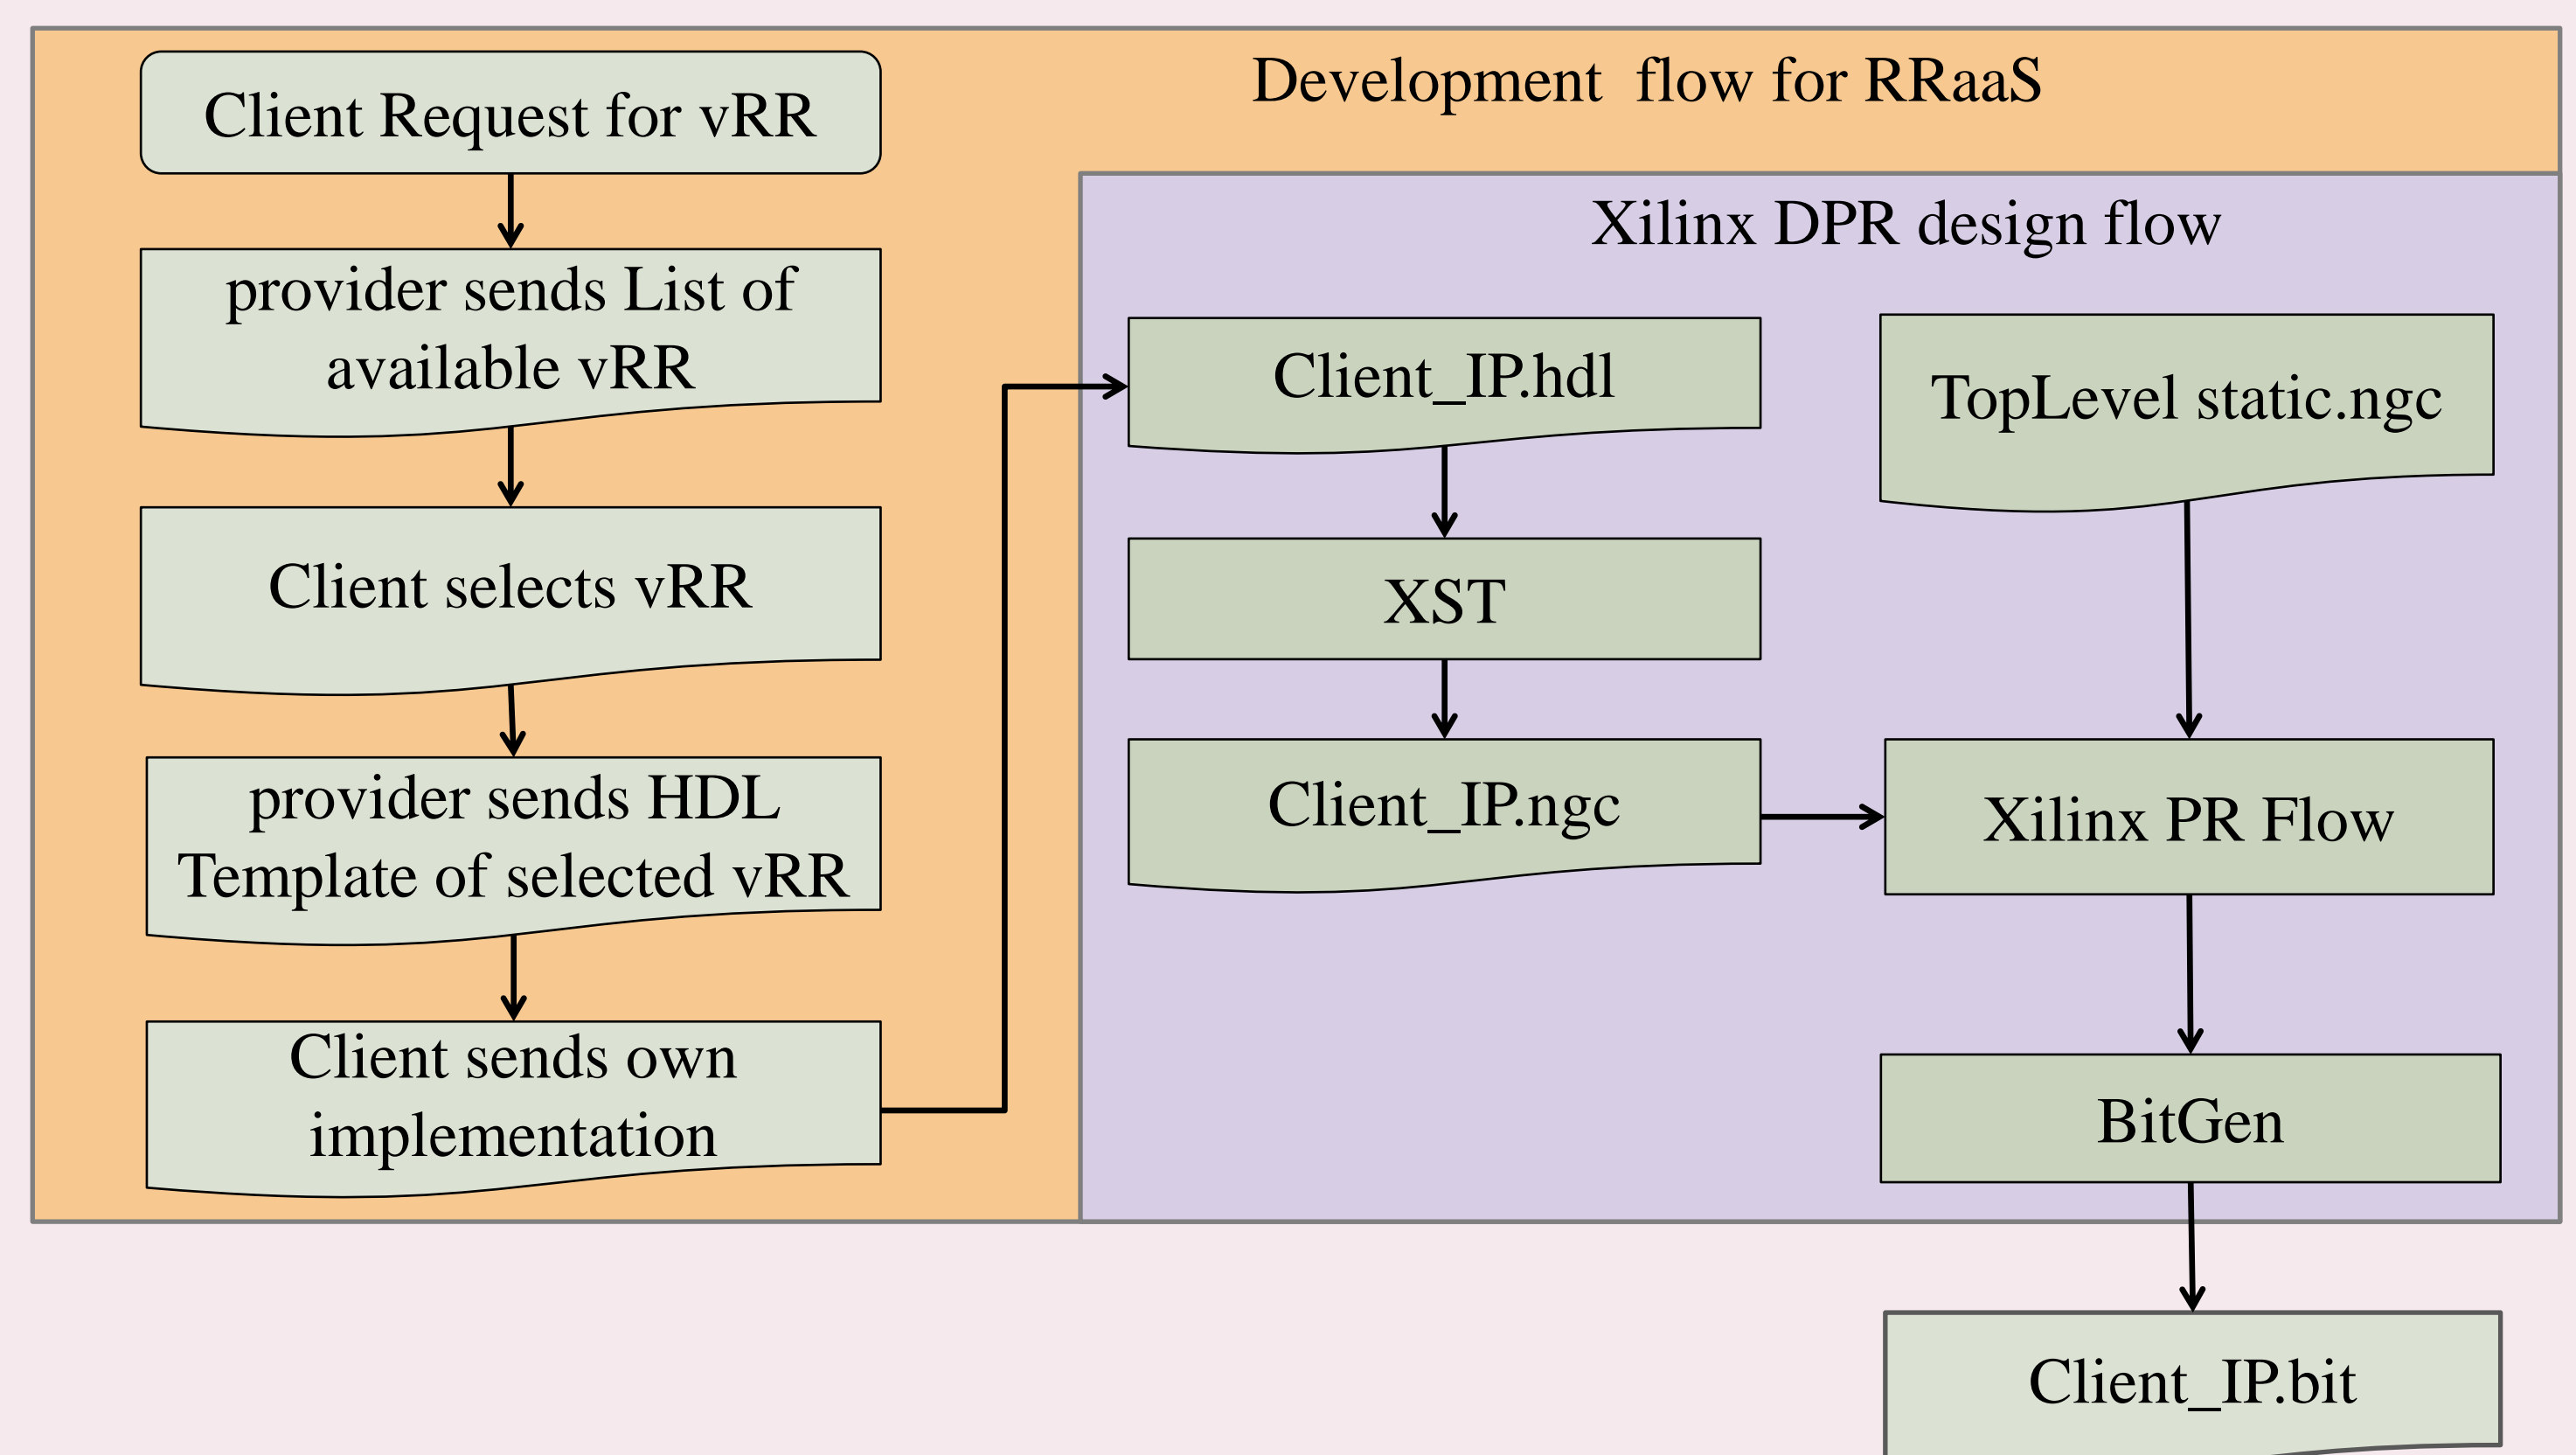 Development flow for RRaaS
Client Request for vRR
provider sends List of
available vRR
Client selects vRR
provider sends HDL
Template of selected vRR
Client sends own
implementation
Xilinx DPR design flow
Client_IP.hdl
TopLevel static.ngc
XST
Client_IP.ngc
Xilinx PR Flow
BitGen
Client_IP.bit